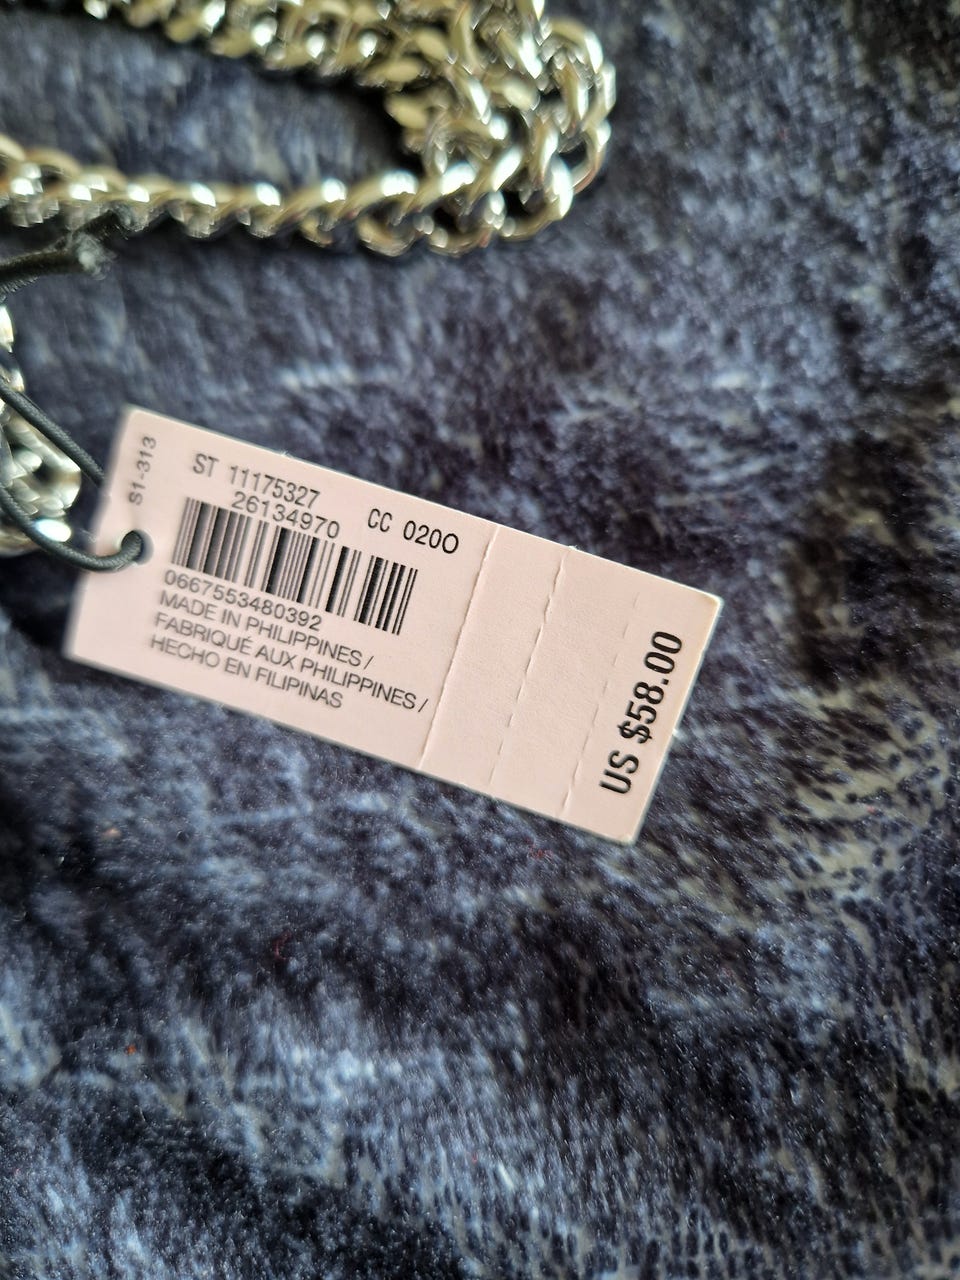 S1-313
ST 11175327
26134970
CC 020O
0667553480392
MADE IN PHILIPPINES /
FABRIQUÉ AUX PHILIPPINES /
HECHO EN FILIPINAS
US $58.00